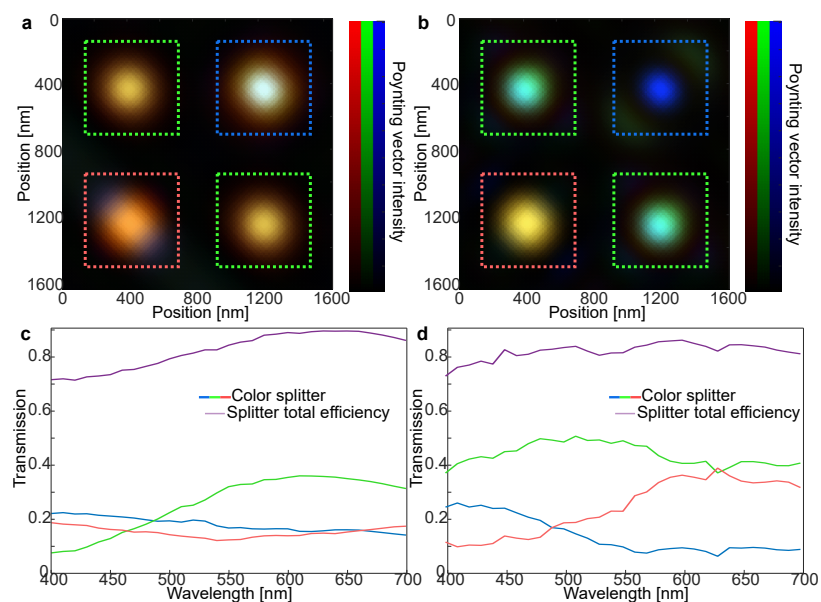 a
0
400
800
1200
1600
Position [nm]
0
400
800
1200
1600
Position [nm]
Poynting vector intensity
b
0
400
800
1200
1600
Position [nm]
0
400
800
1200
1600
Position [nm]
Poynting vector intensity
c
0.8
0.6
0.4
0.2
0
Transmission
Color splitter
Splitter total efficiency
400
450
500
550
600
650
700
Wavelength [nm]
d
0.8
0.6
0.4
0.2
0
Transmission
Color splitter
Splitter total efficiency
400
450
500
550
600
650
700
Wavelength [nm]